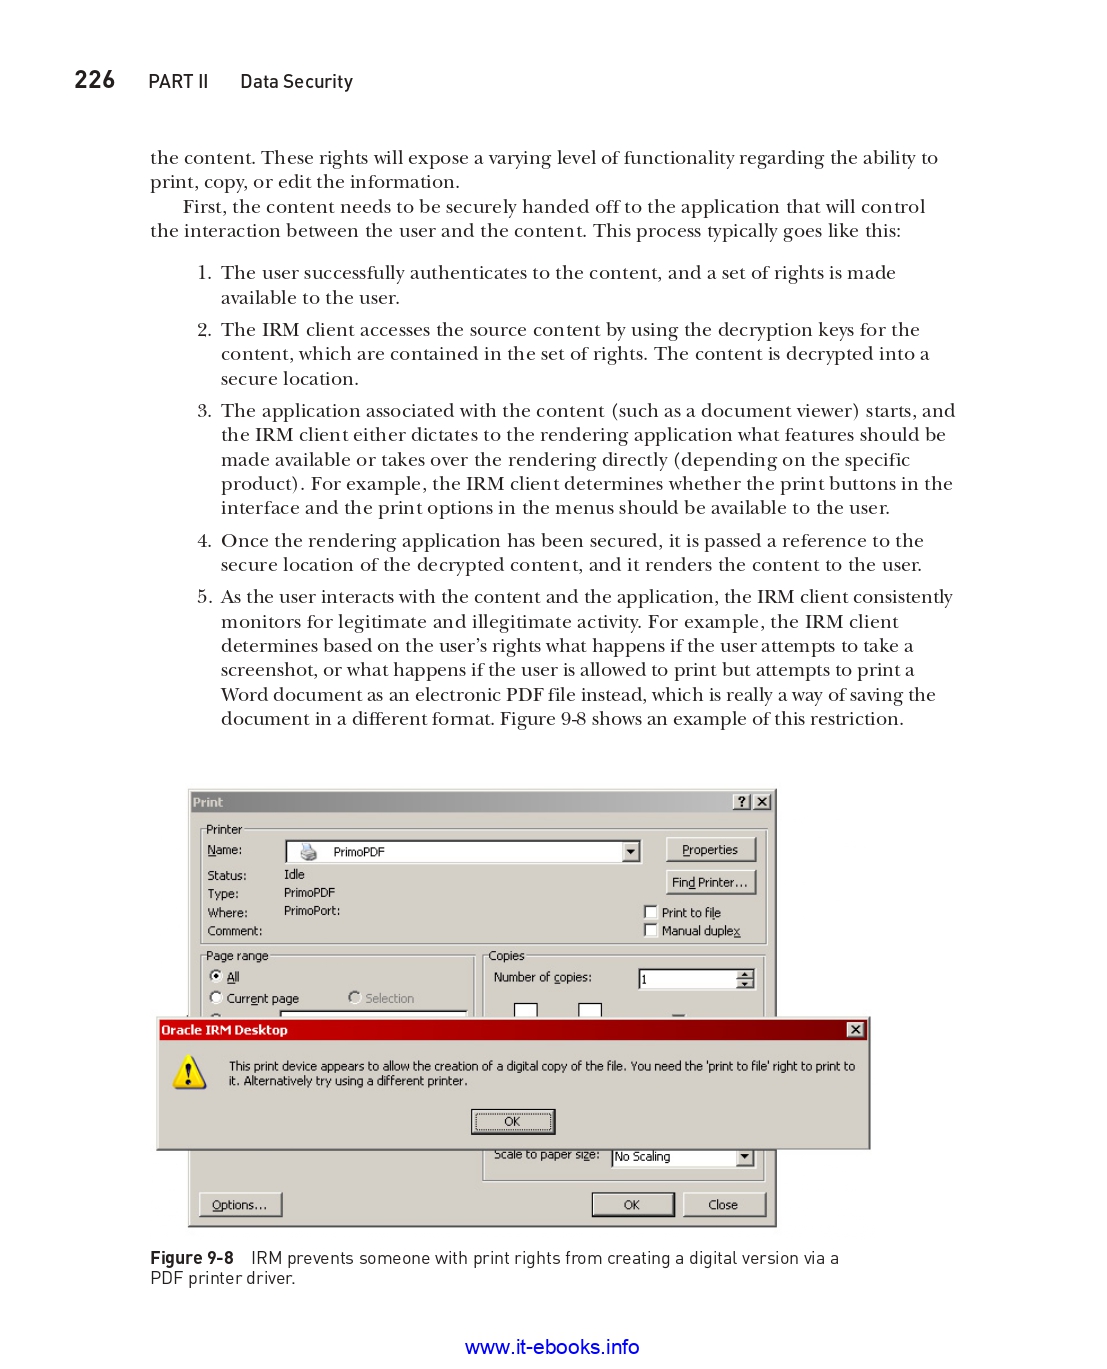 226 PART II Data Security
the content. These rights will expose a varying level of functionality regarding the ability to
print, copy, or edit the information.
First, the content needs to be securely handed off to the application that will control
the interaction between the user and the content. This process typically goes like this:
1. The user successfully authenticates to the content, and a set of rights is made
available to the user.
2. The IRM client accesses the source content by using the decryption keys for the
content, which are contained in the set of rights. The content is decrypted into a
secure location.
3. The application associated with the content (such as a document viewer) starts, and
the IRM client either dictates to the rendering application what features should be
made available or takes over the rendering directly (depending on the specific
product). For example, the IRM client determines whether the print buttons in the
interface and the print options in the menus should be available to the user.
4. Once the rendering application has been secured, it is passed a reference to the
secure location of the decrypted content, and it renders the content to the user.
5. As the user interacts with the content and the application, the IRM client consistently
monitors for legitimate and illegitimate activity. For example, the IRM client
determines based on the user's rights what happens if the user attempts to take a
screenshot, or what happens if the user is allowed to print but attempts to print a
Word document as an electronic PDF file instead, which is really a way of saving the
document in a different format. Figure 9-8 shows an example of this restriction.
Print
Printer
Name: PrimoPDF Properties
Status: Idle
Type: PrimoPDF Find Printer...
Where: PrimoPort: Print to file
Comment: Manual duplex
Page range Copies
All Number of copies: 1
Current page Selection
Oracle IRM Desktop
This print device appears to allow the creation of a digital copy of the file. You need the 'print to file' right to print to
it. Alternatively try using a different printer.
OK
Scale to paper size: No Scaling
Options... OK Close
Figure 9-8 IRM prevents someone with print rights from creating a digital version via a
PDF printer driver.
www.it-ebooks.info